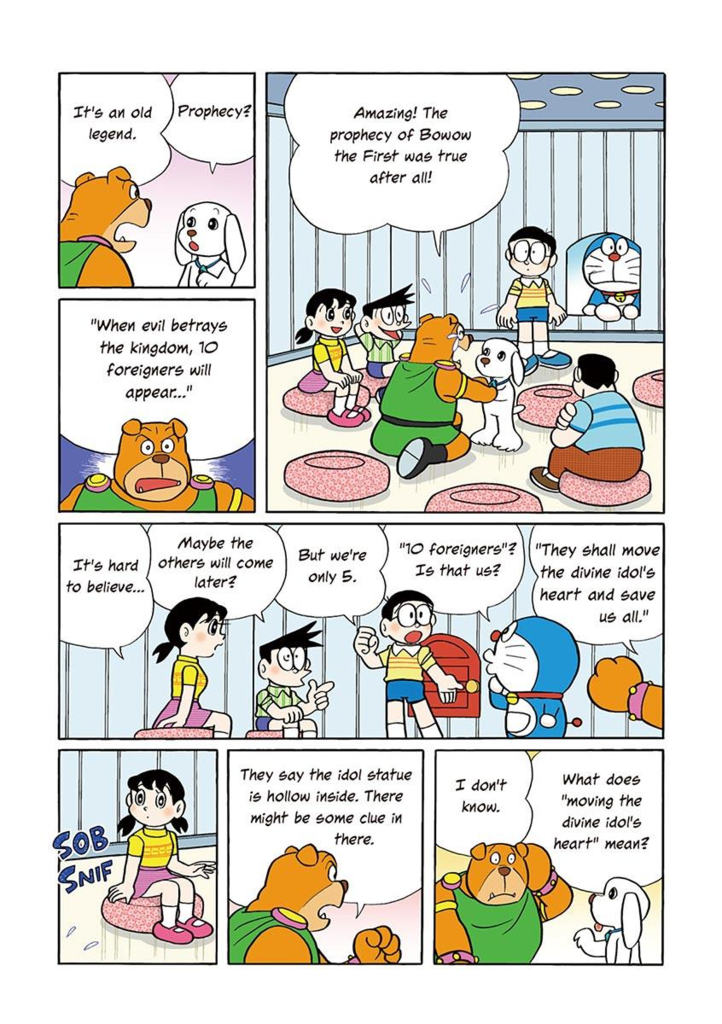 Amazing! The
prophecy of Bowow
the First was true
after all!
Prophecy?
It's an old
legend.
"When evil betrays
the kingdom, 10
foreigners will
appear..."
"They shall move
the divine idol's
heart and save
us all."
"10 foreigners"?
Is that us?
But we're
only 5.
Maybe the
others will come
later?
It's hard
to believe...
What does
"moving the
divine idol's
heart" mean?
I don't
know.
They say the idol statue
is hollow inside. There
might be some clue in
there.
SOB
SNIF